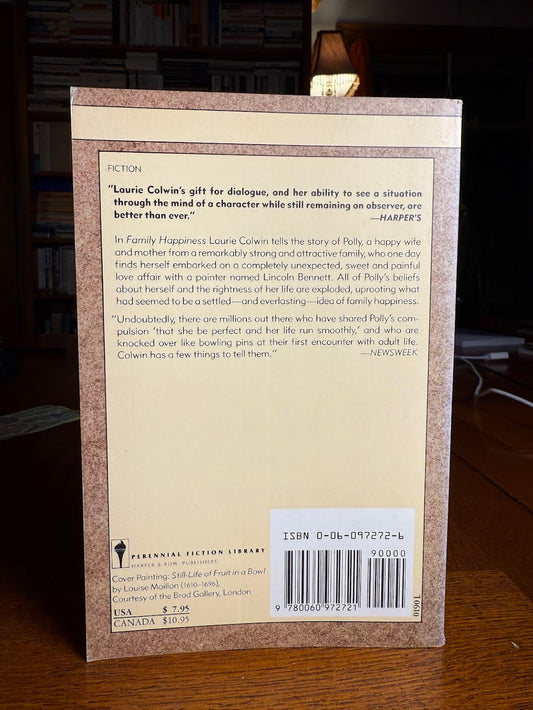 FICTION
"Laurie Colwin's gift for dialogue, and her ability to see a situation
through the mind of a character while still remaining an observer, are
better than ever."
—HARPER'S
In Family Happiness Laurie Colwin tells the story of Polly, a happy wife
and mother from a remarkably strong and attractive family, who one day
finds herself embarked on a completely unexpected, sweet and painful
love affair with a painter named Lincoln Bennett. All of Polly's beliefs
about herself and the rightness of her life are exploded, uprooting what
had seemed to be a settled—and everlasting—idea of family happiness.
"Undoubtedly, there are millions out there who have shared Polly's com-
pulsion 'that she be perfect and her life run smoothly,' and who are
knocked over like bowling pins at their first encounter with adult life.
Colwin has a few things to tell them."
—NEWSWEEK
PERENNIAL FICTION LIBRARY
HARPER & ROW, PUBLISHERS
Cover Painting: Still-Life of Fruit in a Bowl
by Louise Moillon (1610–1696),
Courtesy of the Brod Gallery, London
USA $ 7.95
CANADA $10.95
ISBN 0-06-097272-6
90000
9 780060 972721
0190L